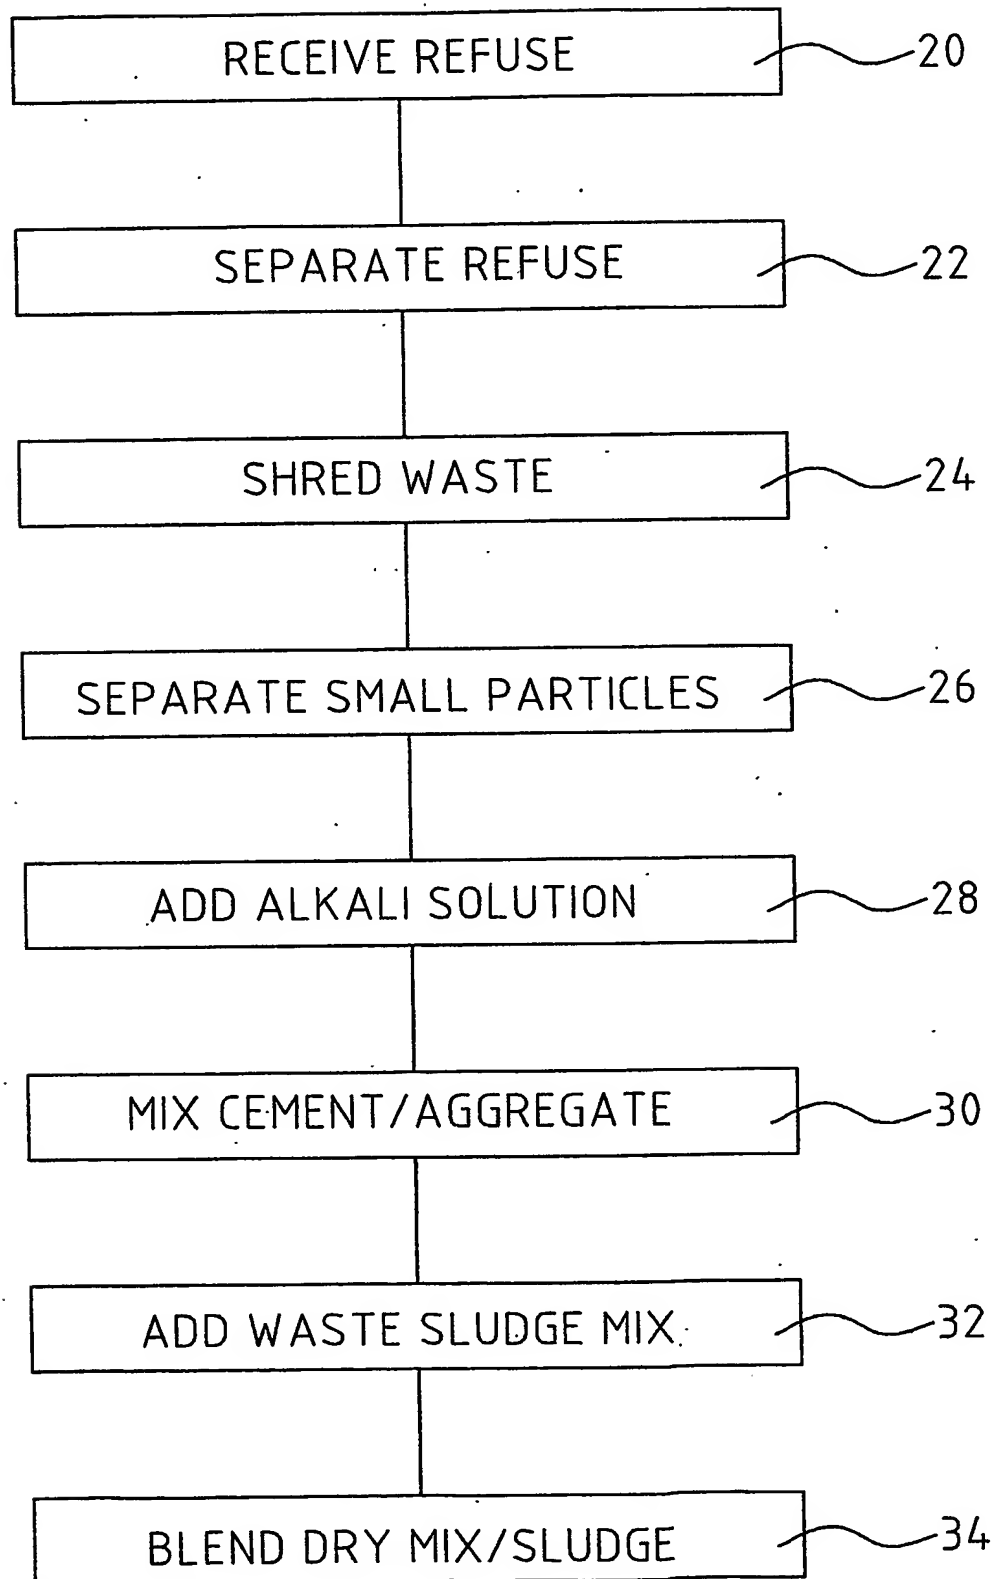 RECEIVE REFUSE 20
SEPARATE REFUSE 22
SHRED WASTE 24
SEPARATE SMALL PARTICLES 26
ADD ALKALI SOLUTION 28
MIX CEMENT/AGGREGATE 30
ADD WASTE SLUDGE MIX 32
BLEND DRY MIX/SLUDGE 34